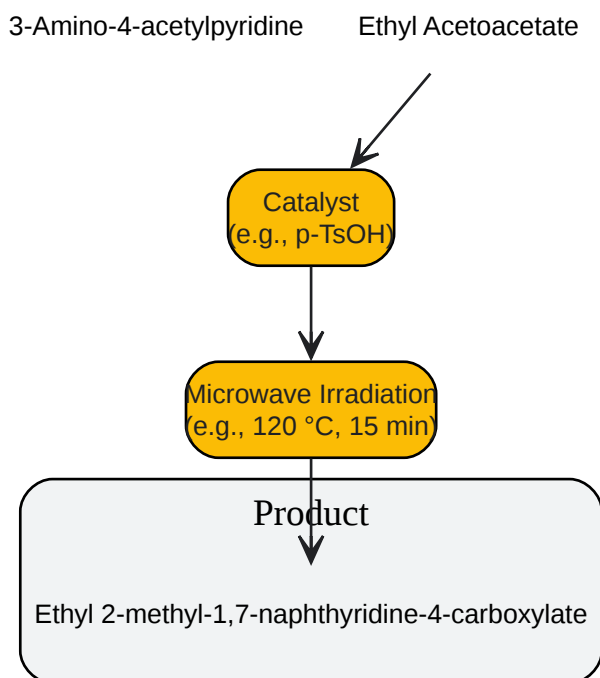 3-Amino-4-acetylpyridine
Ethyl Acetoacetate
Catalyst
(e.g., p-TsOH)
Microwave Irradiation
(e.g., 120 °C, 15 min)
Product
Ethyl 2-methyl-1,7-naphthyridine-4-carboxylate